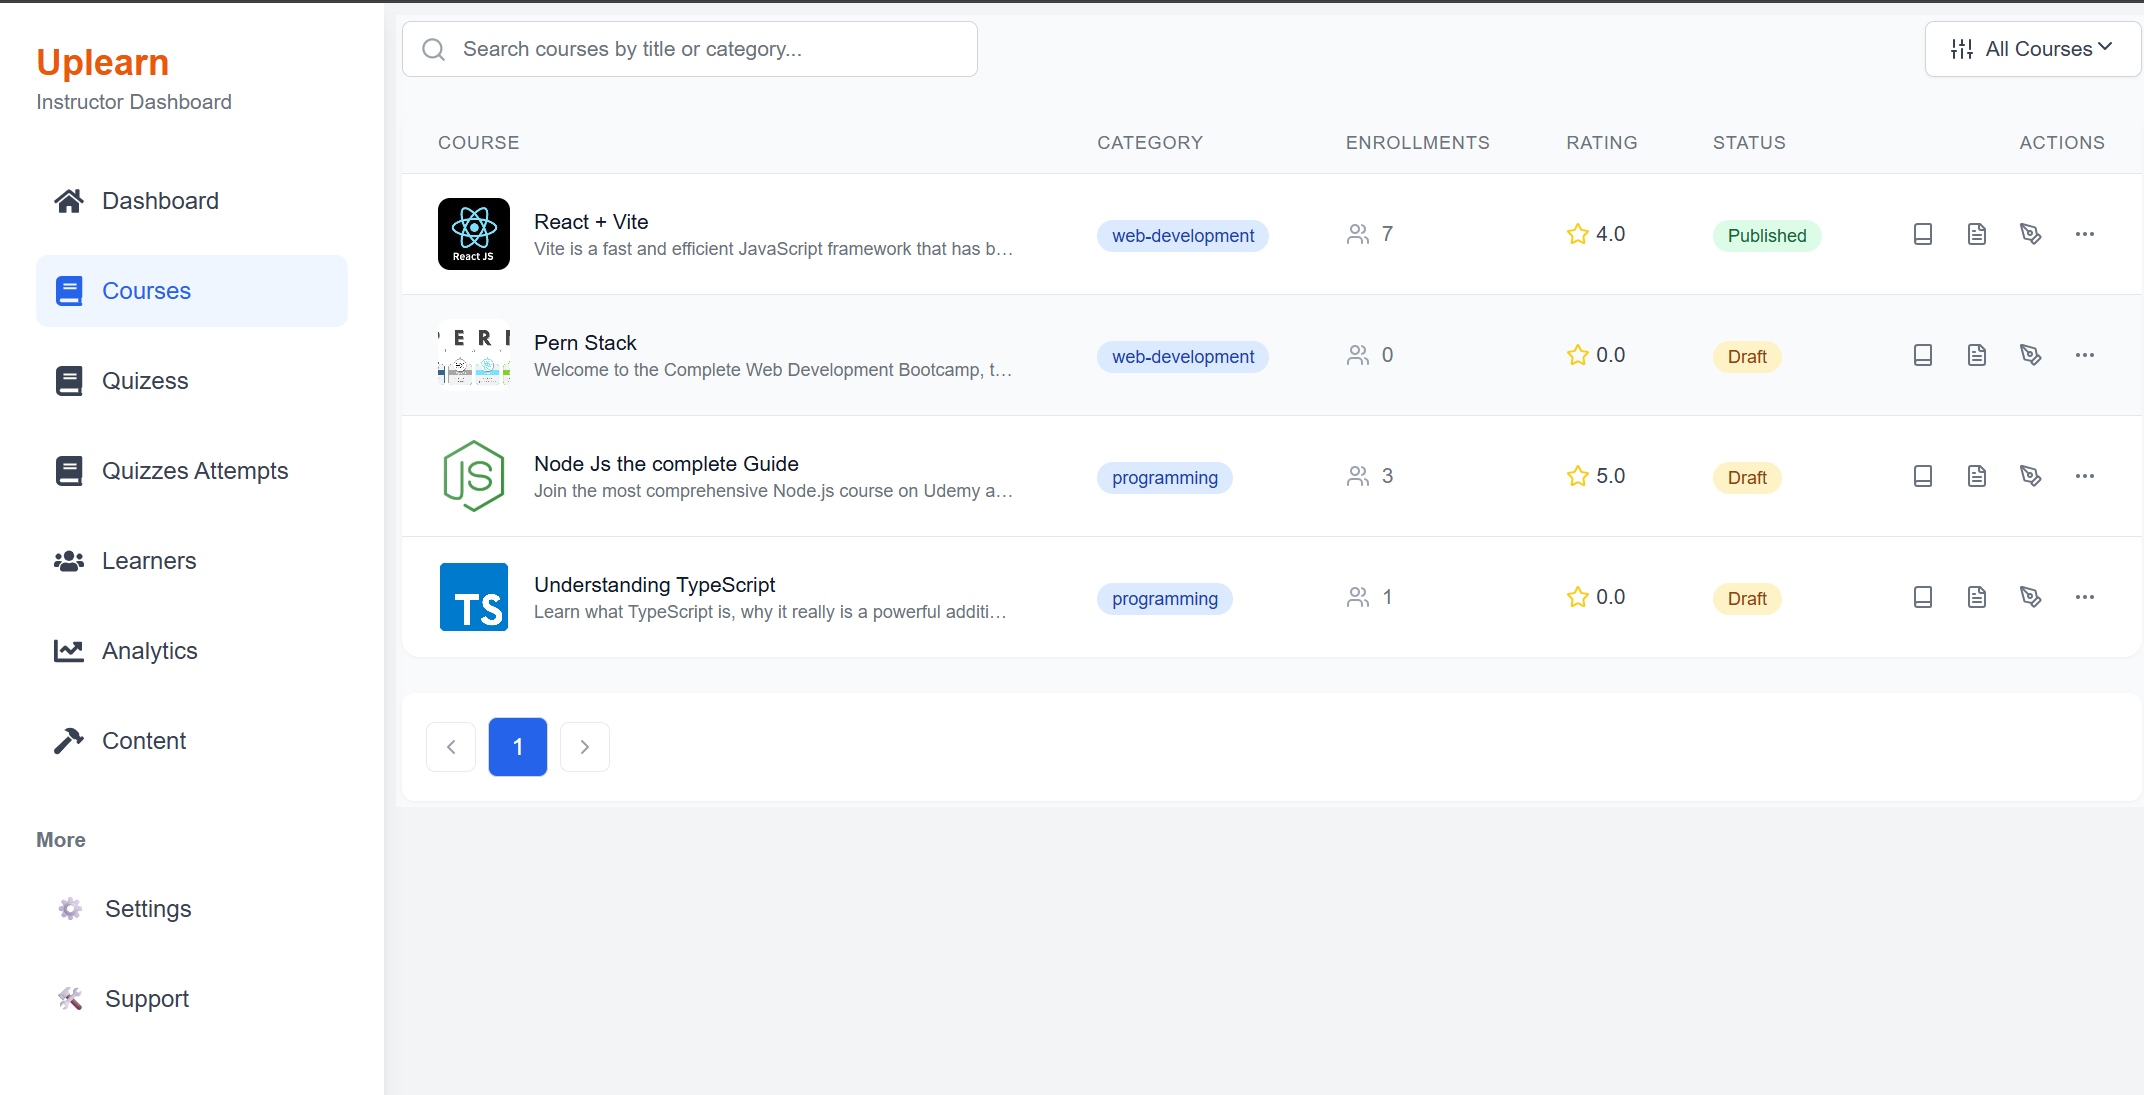 Uplearn
Instructor Dashboard
Dashboard
Courses
Quizess
Quizzes Attempts
Learners
Analytics
Content
More
Settings
Support
Search courses by title or category...
All Courses
COURSE CATEGORY ENROLLMENTS RATING STATUS ACTIONS
React JS
React + Vite
Vite is a fast and efficient JavaScript framework that has b…
web-development 7 4.0 Published
PERN
Pern Stack
Welcome to the Complete Web Development Bootcamp, t…
web-development 0 0.0 Draft
JS
Node Js the complete Guide
Join the most comprehensive Node.js course on Udemy a…
programming 3 5.0 Draft
TS
Understanding TypeScript
Learn what TypeScript is, why it really is a powerful additi…
programming 1 0.0 Draft
1